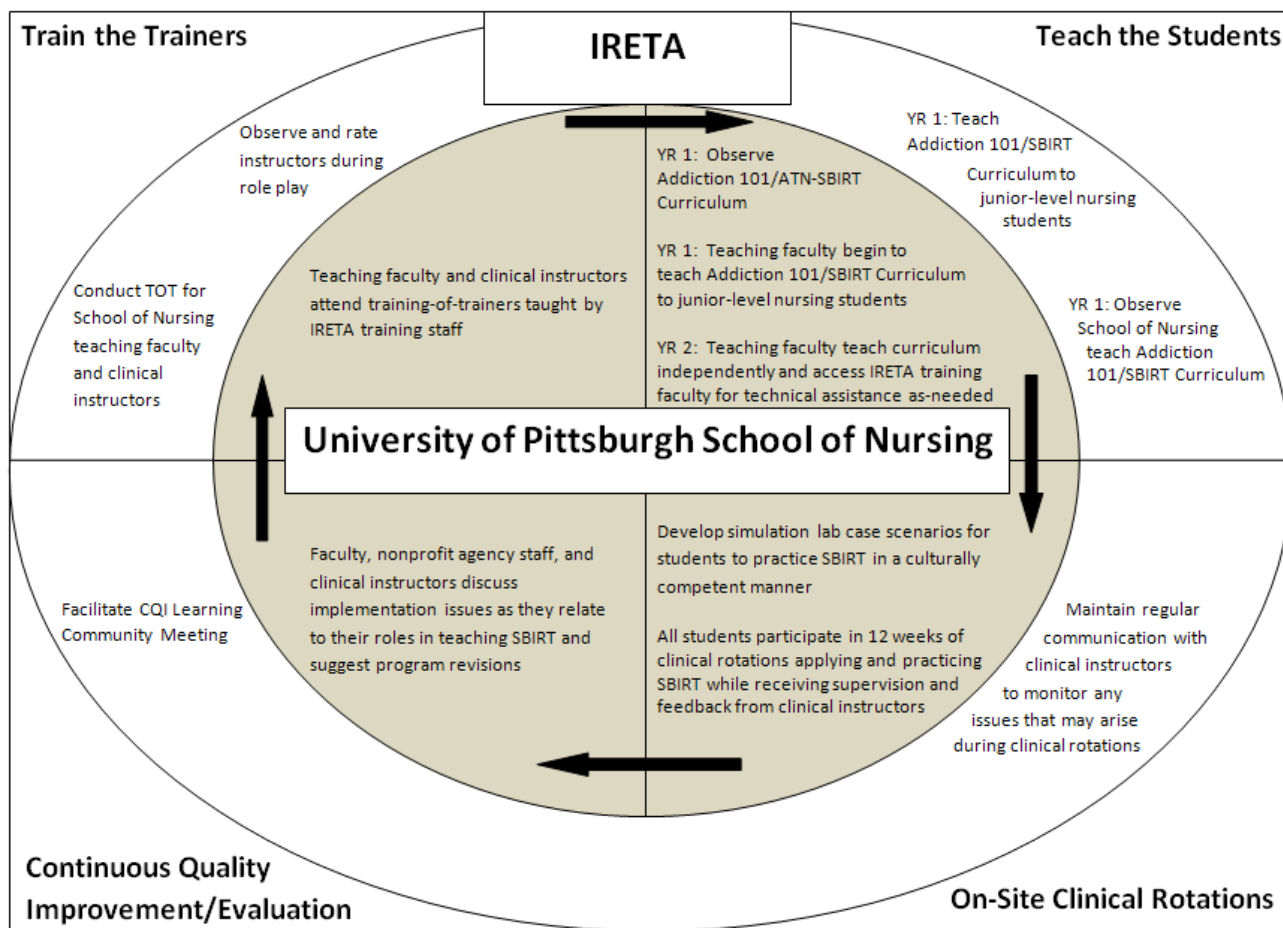 Train the Trainers
IRETA
Teach the Students
Observe and rate
instructors during
role play
Conduct TOT for
School of Nursing
teaching faculty
and clinical
instructors
Teaching faculty and clinical instructors
attend training-of-trainers taught by
IRETA training staff
YR 1: Observe
Addiction 101/ATN-SBIRT
Curriculum
YR 1: Teaching faculty begin to
teach Addiction 101/SBIRT Curriculum
to junior-level nursing students
YR 2: Teaching faculty teach curriculum
independently and access IRETA training
faculty for technical assistance as-needed
YR 1: Teach
Addiction 101/SBIRT
Curriculum to
junior-level nursing
students
YR 1: Observe
School of Nursing
teach Addiction
101/SBIRT Curriculum
University of Pittsburgh School of Nursing
Facilitate CQI Learning
Community Meeting
Faculty, nonprofit agency staff, and
clinical instructors discuss
implementation issues as they relate
to their roles in teaching SBIRT and
suggest program revisions
Develop simulation lab case scenarios for
students to practice SBIRT in a culturally
competent manner
All students participate in 12 weeks of
clinical rotations applying and practicing
SBIRT while receiving supervision and
feedback from clinical instructors
Maintain regular
communication with
clinical instructors
to monitor any
issues that may arise
during clinical rotations
Continuous Quality
Improvement/Evaluation
On-Site Clinical Rotations